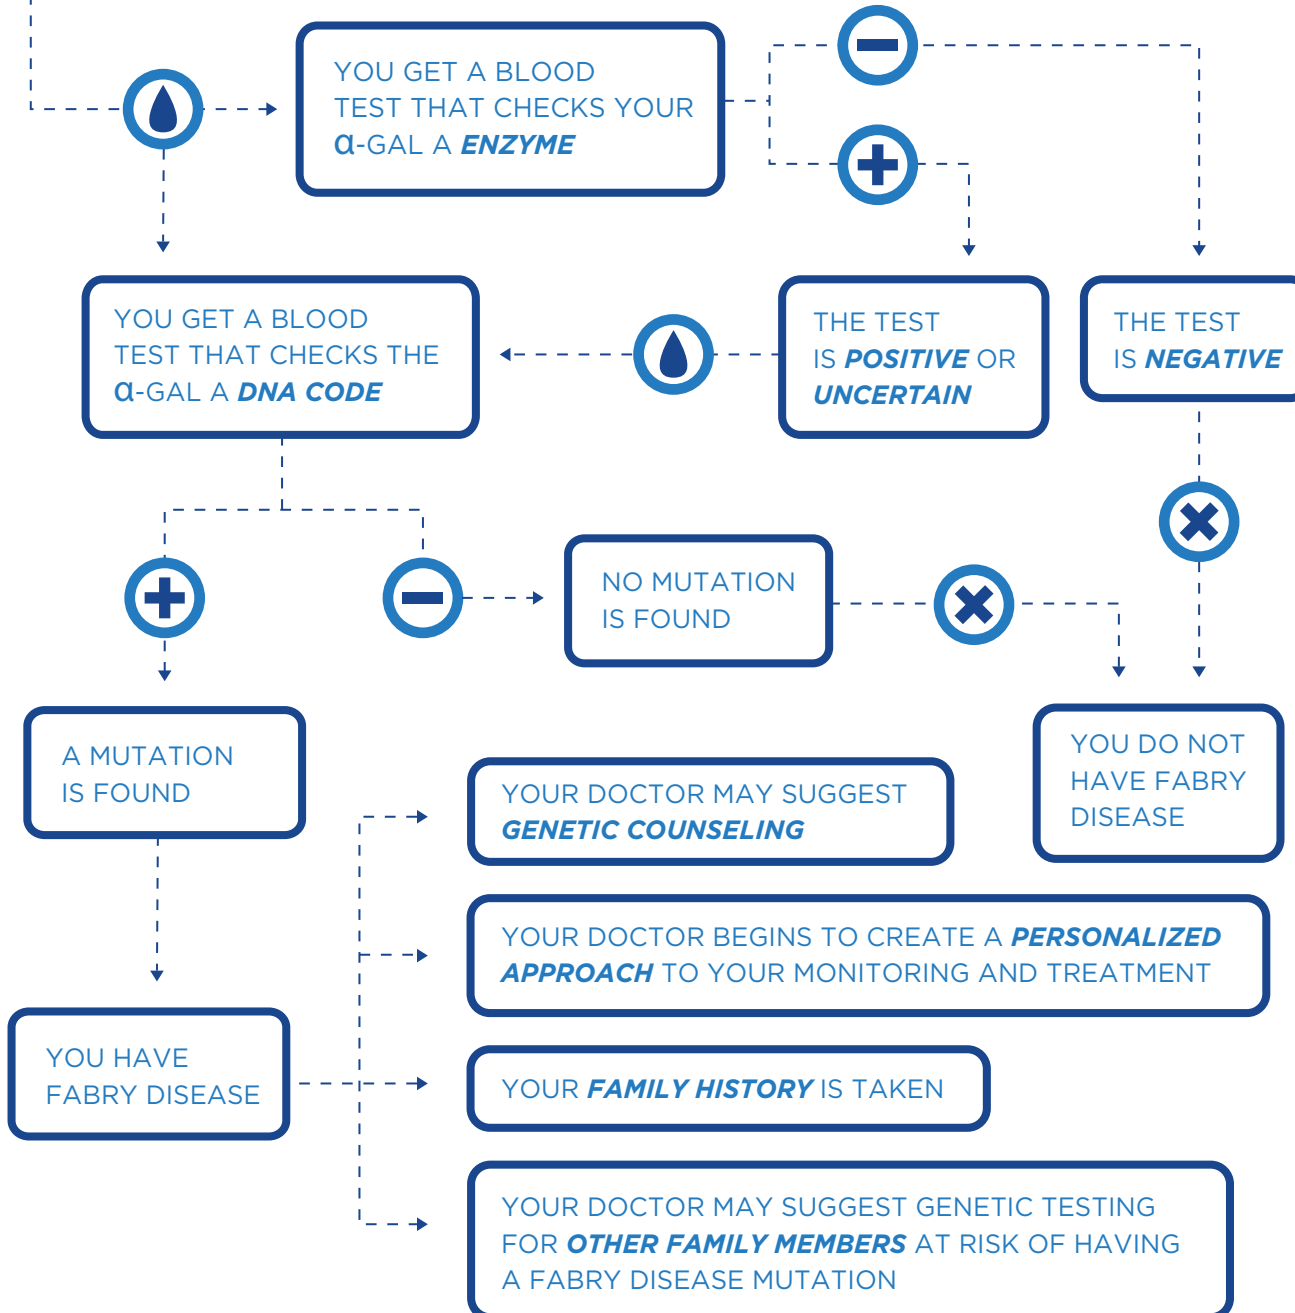 YOU GET A BLOOD
TEST THAT CHECKS YOUR
α-GAL A ENZYME
YOU GET A BLOOD
TEST THAT CHECKS THE
α-GAL A DNA CODE
THE TEST
IS POSITIVE OR
UNCERTAIN
THE TEST
IS NEGATIVE
NO MUTATION
IS FOUND
A MUTATION
IS FOUND
YOU DO NOT
HAVE FABRY
DISEASE
YOUR DOCTOR MAY SUGGEST
GENETIC COUNSELING
YOUR DOCTOR BEGINS TO CREATE A PERSONALIZED
APPROACH TO YOUR MONITORING AND TREATMENT
YOU HAVE
FABRY DISEASE
YOUR FAMILY HISTORY IS TAKEN
YOUR DOCTOR MAY SUGGEST GENETIC TESTING
FOR OTHER FAMILY MEMBERS AT RISK OF HAVING
A FABRY DISEASE MUTATION